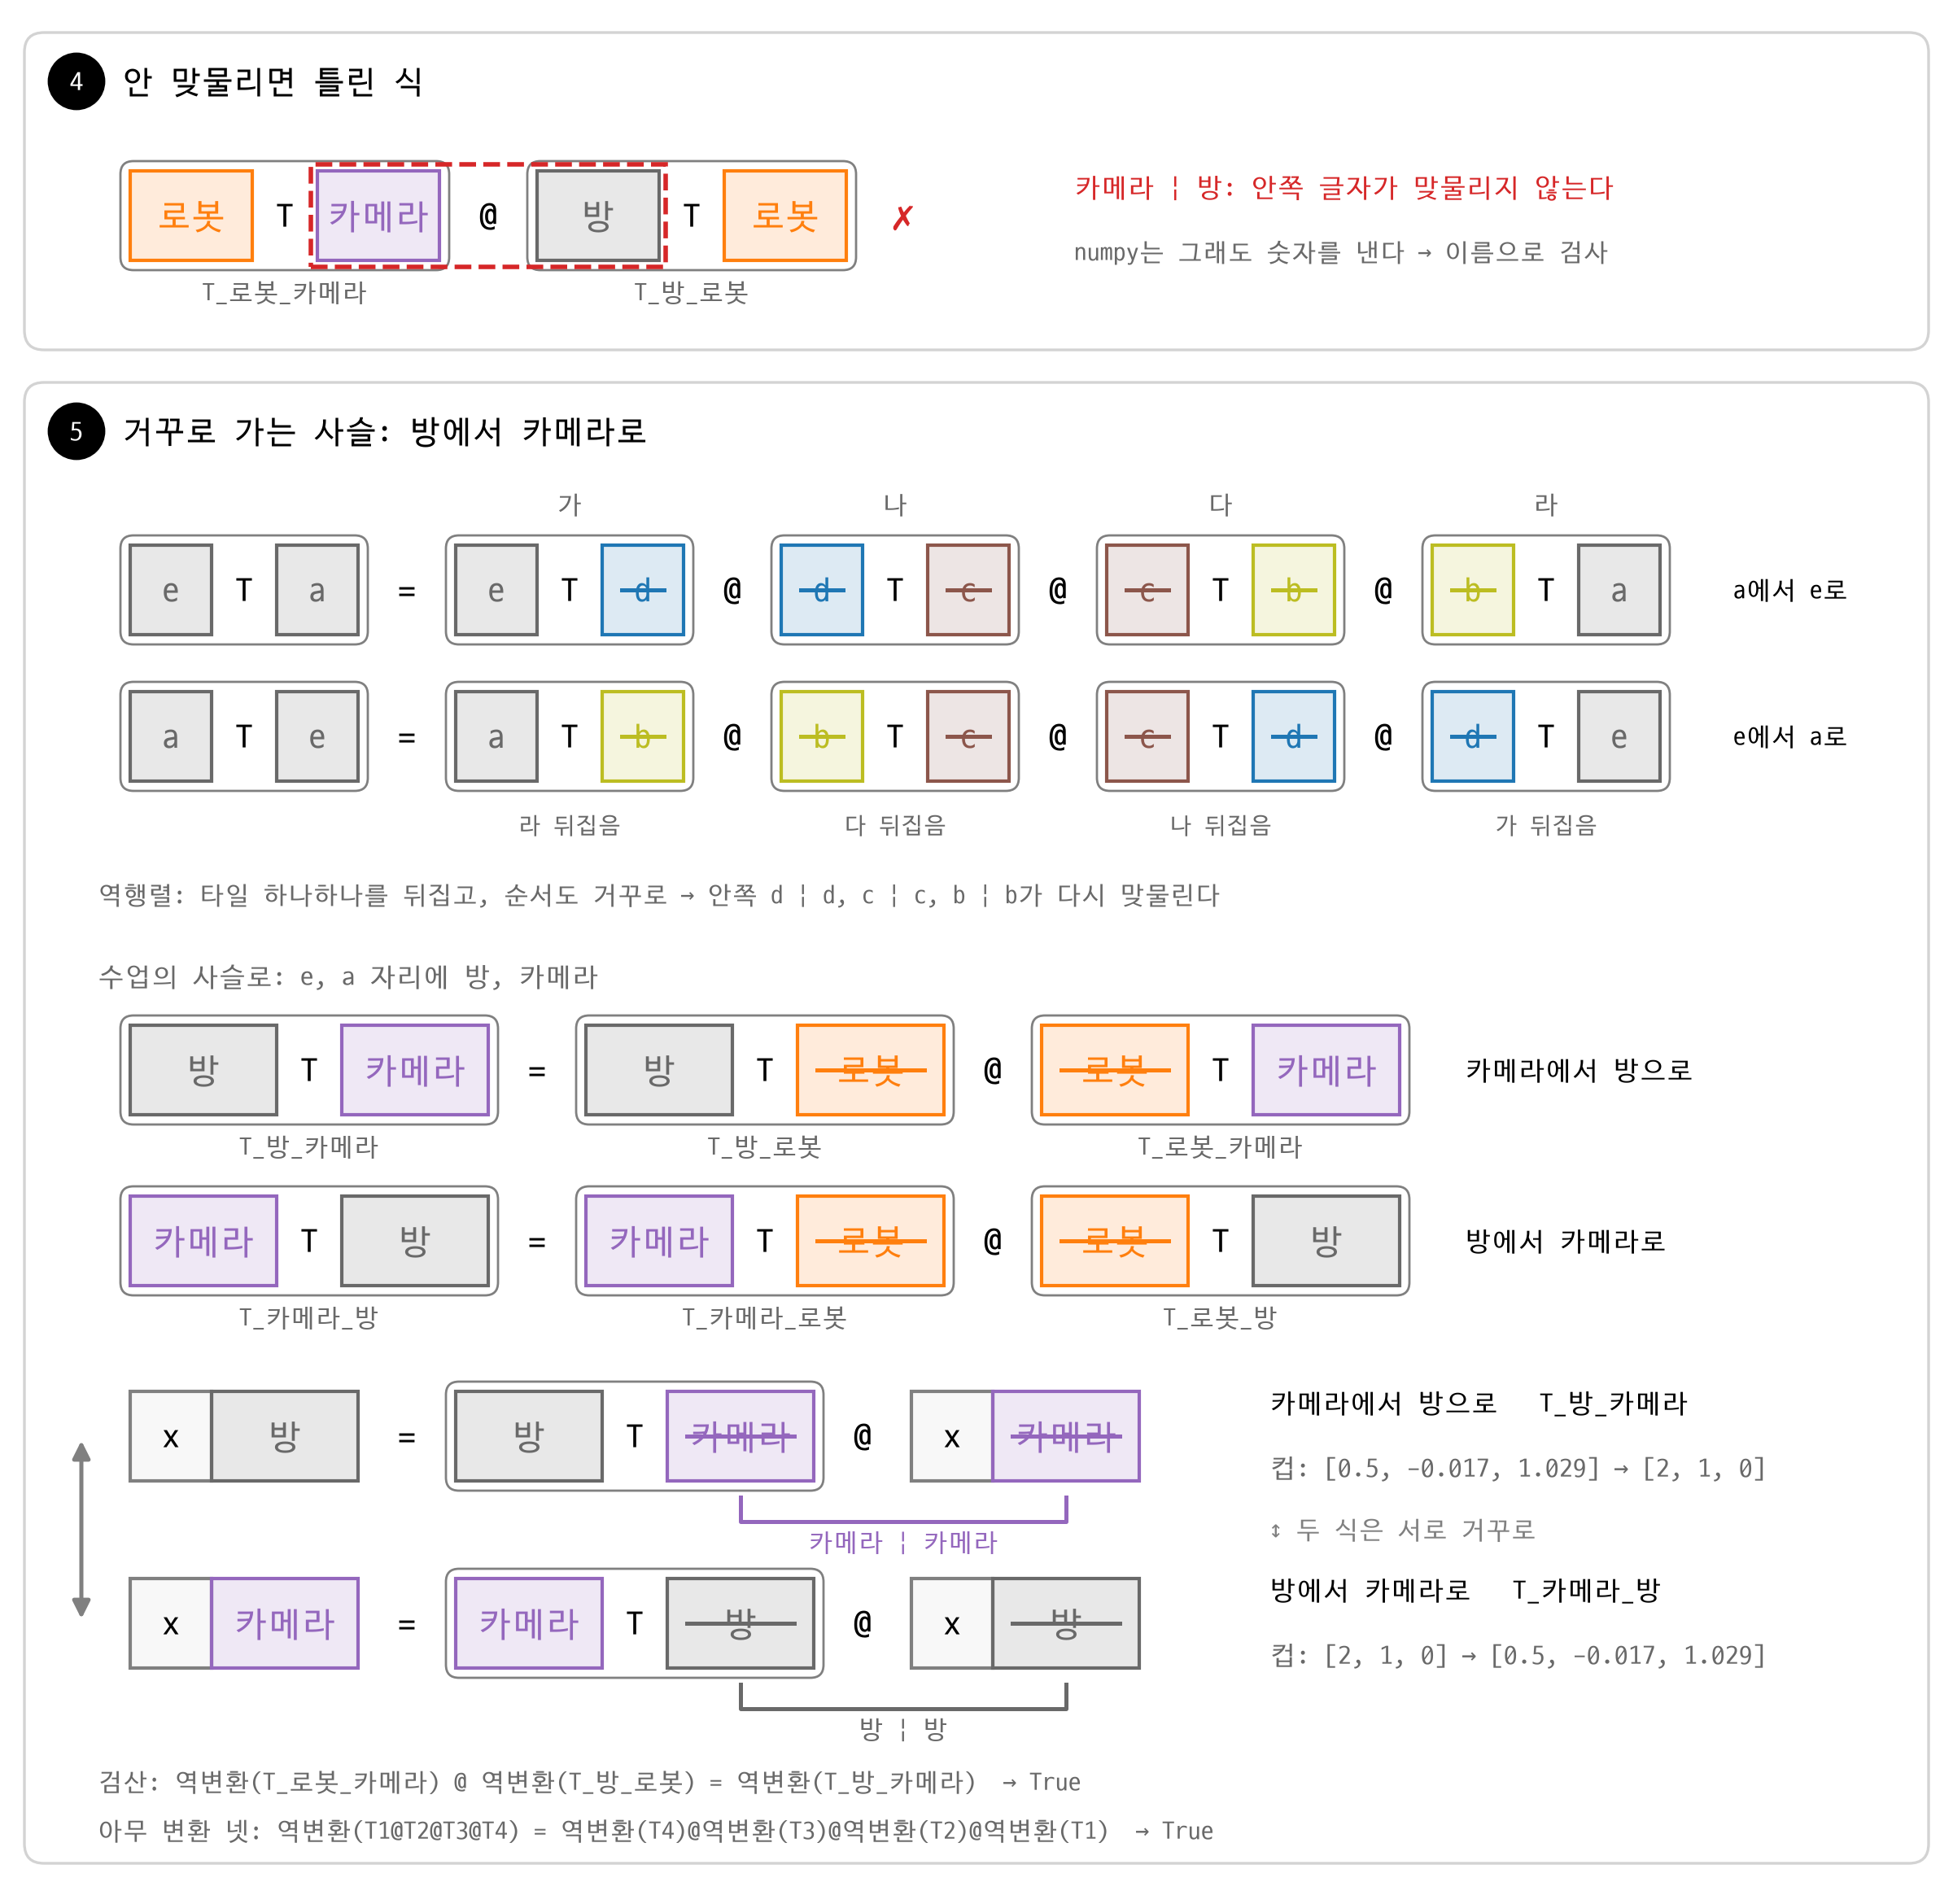 4 안 맞물리면 틀린 식
로봇 T 카메라 @ 방 T 로봇 ✗
T_로봇_카메라 T_방_로봇
카메라 ¦ 방: 안쪽 글자가 맞물리지 않는다
numpy는 그래도 숫자를 낸다 → 이름으로 검사
5 거꾸로 가는 사슬: 방에서 카메라로
가 나 다 라
e T a = e T d @ d T c @ c T b @ b T a a에서 e로
a T e = a T b @ b T c @ c T d @ d T e e에서 a로
라 뒤집음 다 뒤집음 나 뒤집음 가 뒤집음
역행렬: 타일 하나하나를 뒤집고, 순서도 거꾸로 → 안쪽 d ¦ d, c ¦ c, b ¦ b가 다시 맞물린다
수업의 사슬로: e, a 자리에 방, 카메라
방 T 카메라 = 방 T 로봇 @ 로봇 T 카메라 카메라에서 방으로
T_방_카메라 T_방_로봇 T_로봇_카메라
카메라 T 방 = 카메라 T 로봇 @ 로봇 T 방 방에서 카메라로
T_카메라_방 T_카메라_로봇 T_로봇_방
x 방 = 방 T 카메라 @ x 카메라
카메라 ¦ 카메라
카메라에서 방으로 T_방_카메라
컵: [0.5, -0.017, 1.029] → [2, 1, 0]
↕ 두 식은 서로 거꾸로
x 카메라 = 카메라 T 방 @ x 방
방 ¦ 방
방에서 카메라로 T_카메라_방
컵: [2, 1, 0] → [0.5, -0.017, 1.029]
검산: 역변환(T_로봇_카메라) @ 역변환(T_방_로봇) = 역변환(T_방_카메라) → True
아무 변환 넷: 역변환(T1@T2@T3@T4) = 역변환(T4)@역변환(T3)@역변환(T2)@역변환(T1) → True